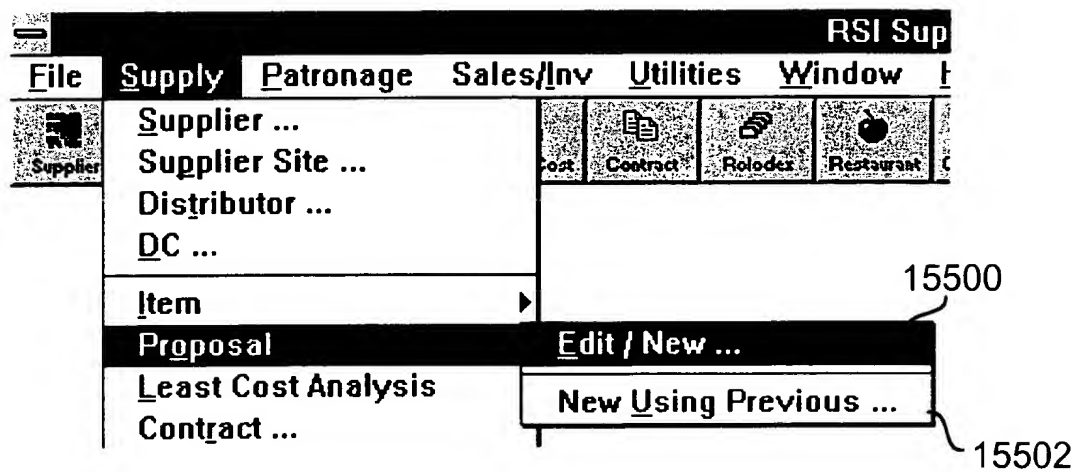 RSI Sup
File Supply Patronage Sales/Inv Utilities Window
Supplier Cost Contract Rolodex Restaurant
Supplier ...
Supplier Site ...
Distributor ...
DC ...
Item
Proposal
Least Cost Analysis
Contract ...
15500
Edit / New ...
New Using Previous ...
15502